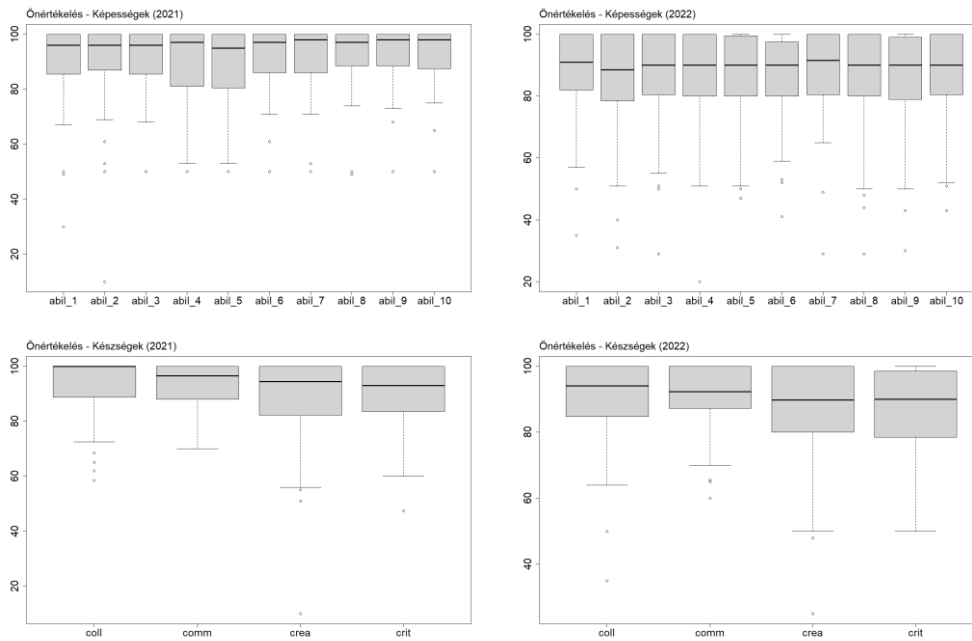 Önértékelés - Képességek (2021)
100
80
60
40
20
abil_1 abil_2 abil_3 abil_4 abil_5 abil_6 abil_7 abil_8 abil_9 abil_10
Önértékelés - Képességek (2022)
100
80
60
40
20
abil_1 abil_2 abil_3 abil_4 abil_5 abil_6 abil_7 abil_8 abil_9 abil_10
Önértékelés - Készségek (2021)
100
80
60
40
20
coll comm crea crit
Önértékelés - Készségek (2022)
100
80
60
40
coll comm crea crit